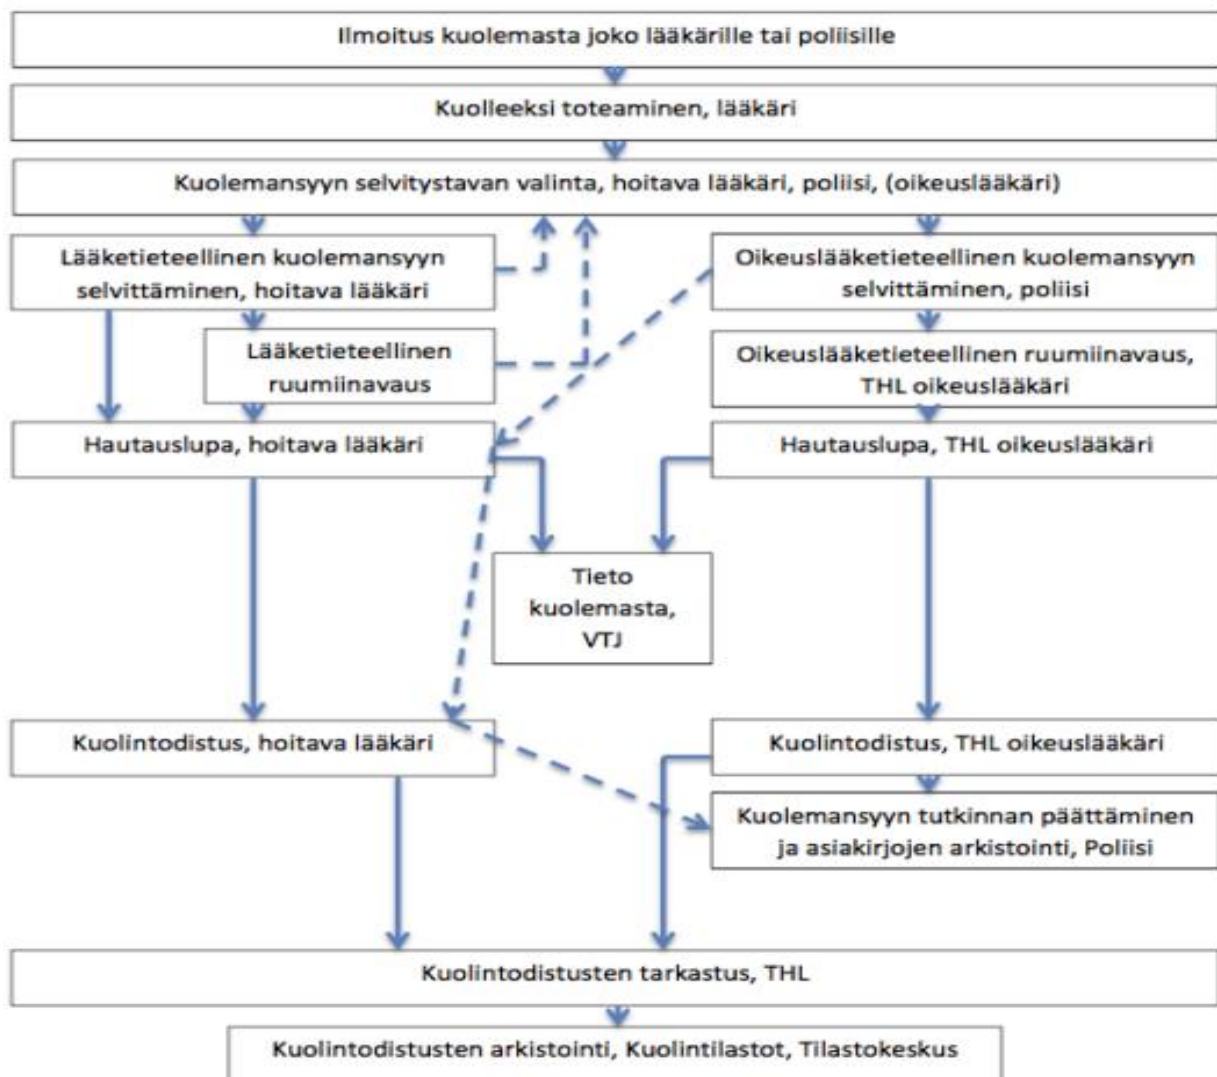 Ilmoitus kuolemasta joko lääkärille tai poliisille
Kuolleeksi toteaminen, lääkäri
Kuolemansyyn selvitystavan valinta, hoitava lääkäri, poliisi, (oikeuslääkäri)
Lääketieteellinen kuolemansyyn
selvittäminen, hoitava lääkäri
Oikeuslääketieteellinen kuolemansyyn
selvittäminen, poliisi
Lääketieteellinen
ruumiinavaus
Oikeuslääketieteellinen ruumiinavaus,
THL oikeuslääkäri
Hautauslupa, hoitava lääkäri
Hautauslupa, THL oikeuslääkäri
Tieto
kuolemasta,
VTJ
Kuolintodistus, hoitava lääkäri
Kuolintodistus, THL oikeuslääkäri
Kuolemansyyn tutkinnan päättäminen
ja asiakirjojen arkistointi, Poliisi
Kuolintodistusten tarkastus, THL
Kuolintodistusten arkistointi, Kuolintilastot, Tilastokeskus